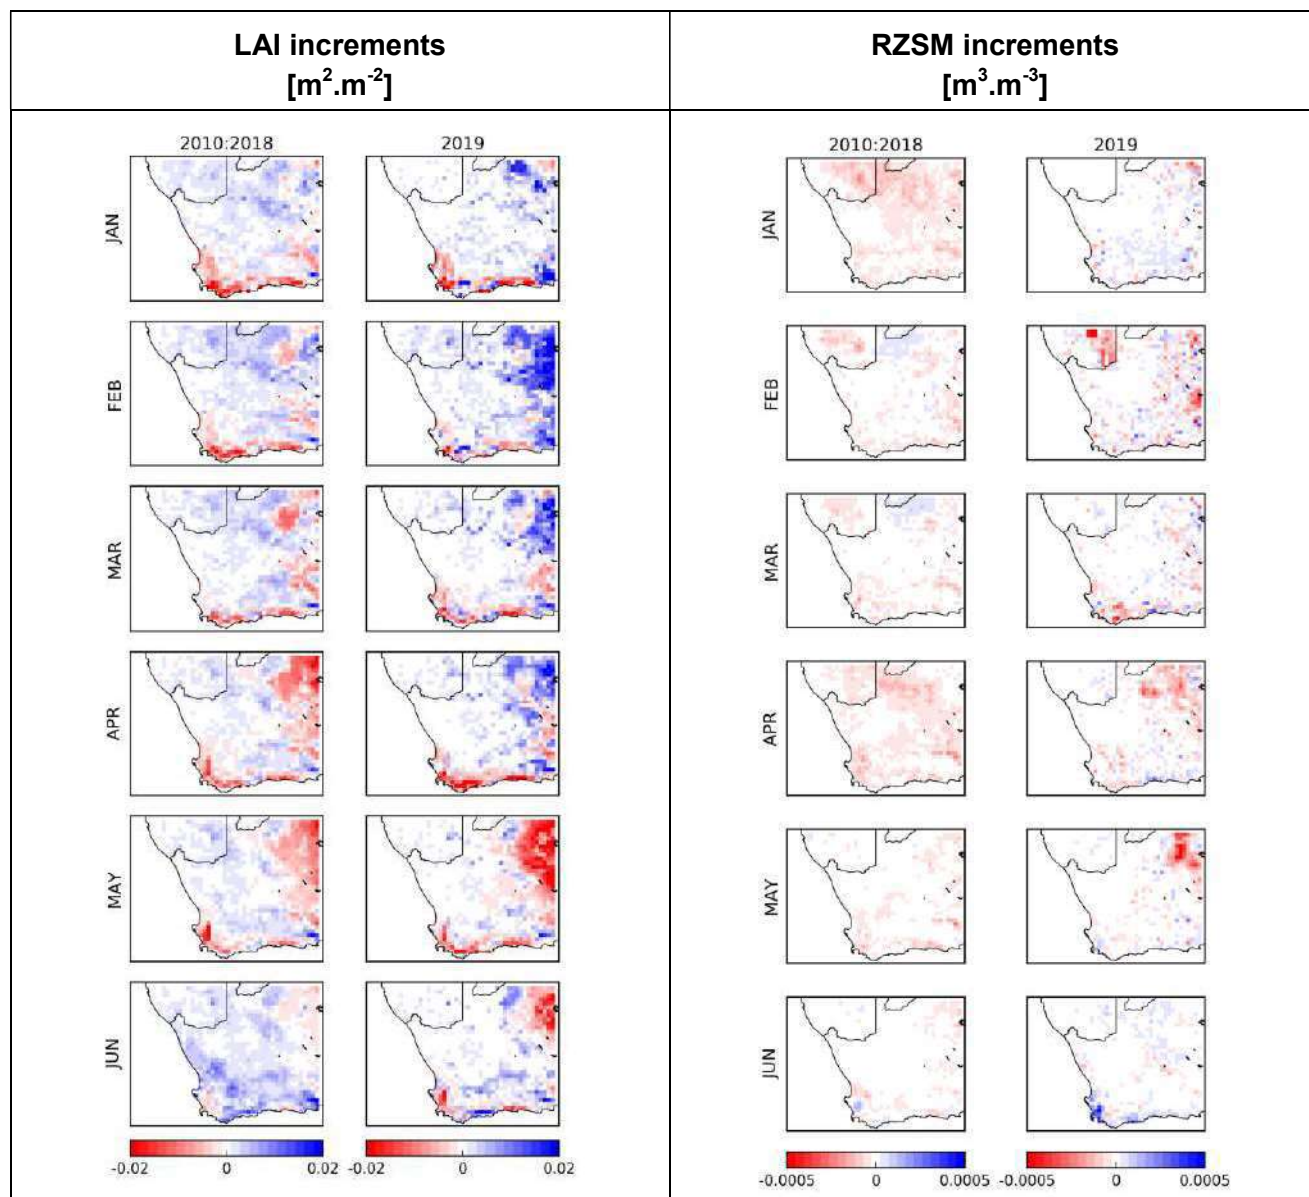 LAI increments
[m².m⁻²]
RZSM increments
[m³.m⁻³]
2010:2018 2019
JAN
FEB
MAR
APR
MAY
JUN
-0.02 0 0.02 -0.02 0 0.02
2010:2018 2019
JAN
FEB
MAR
APR
MAY
JUN
-0.0005 0 0.0005 -0.0005 0 0.0005